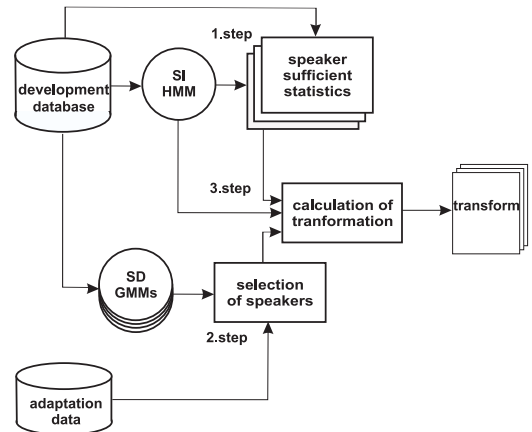 1.step
speaker
sufficient
statistics
development
database
SI
HMM
3.step
calculation of
tranformation
transform
SD
GMMs
selection
of speakers
2.step
adaptation
data